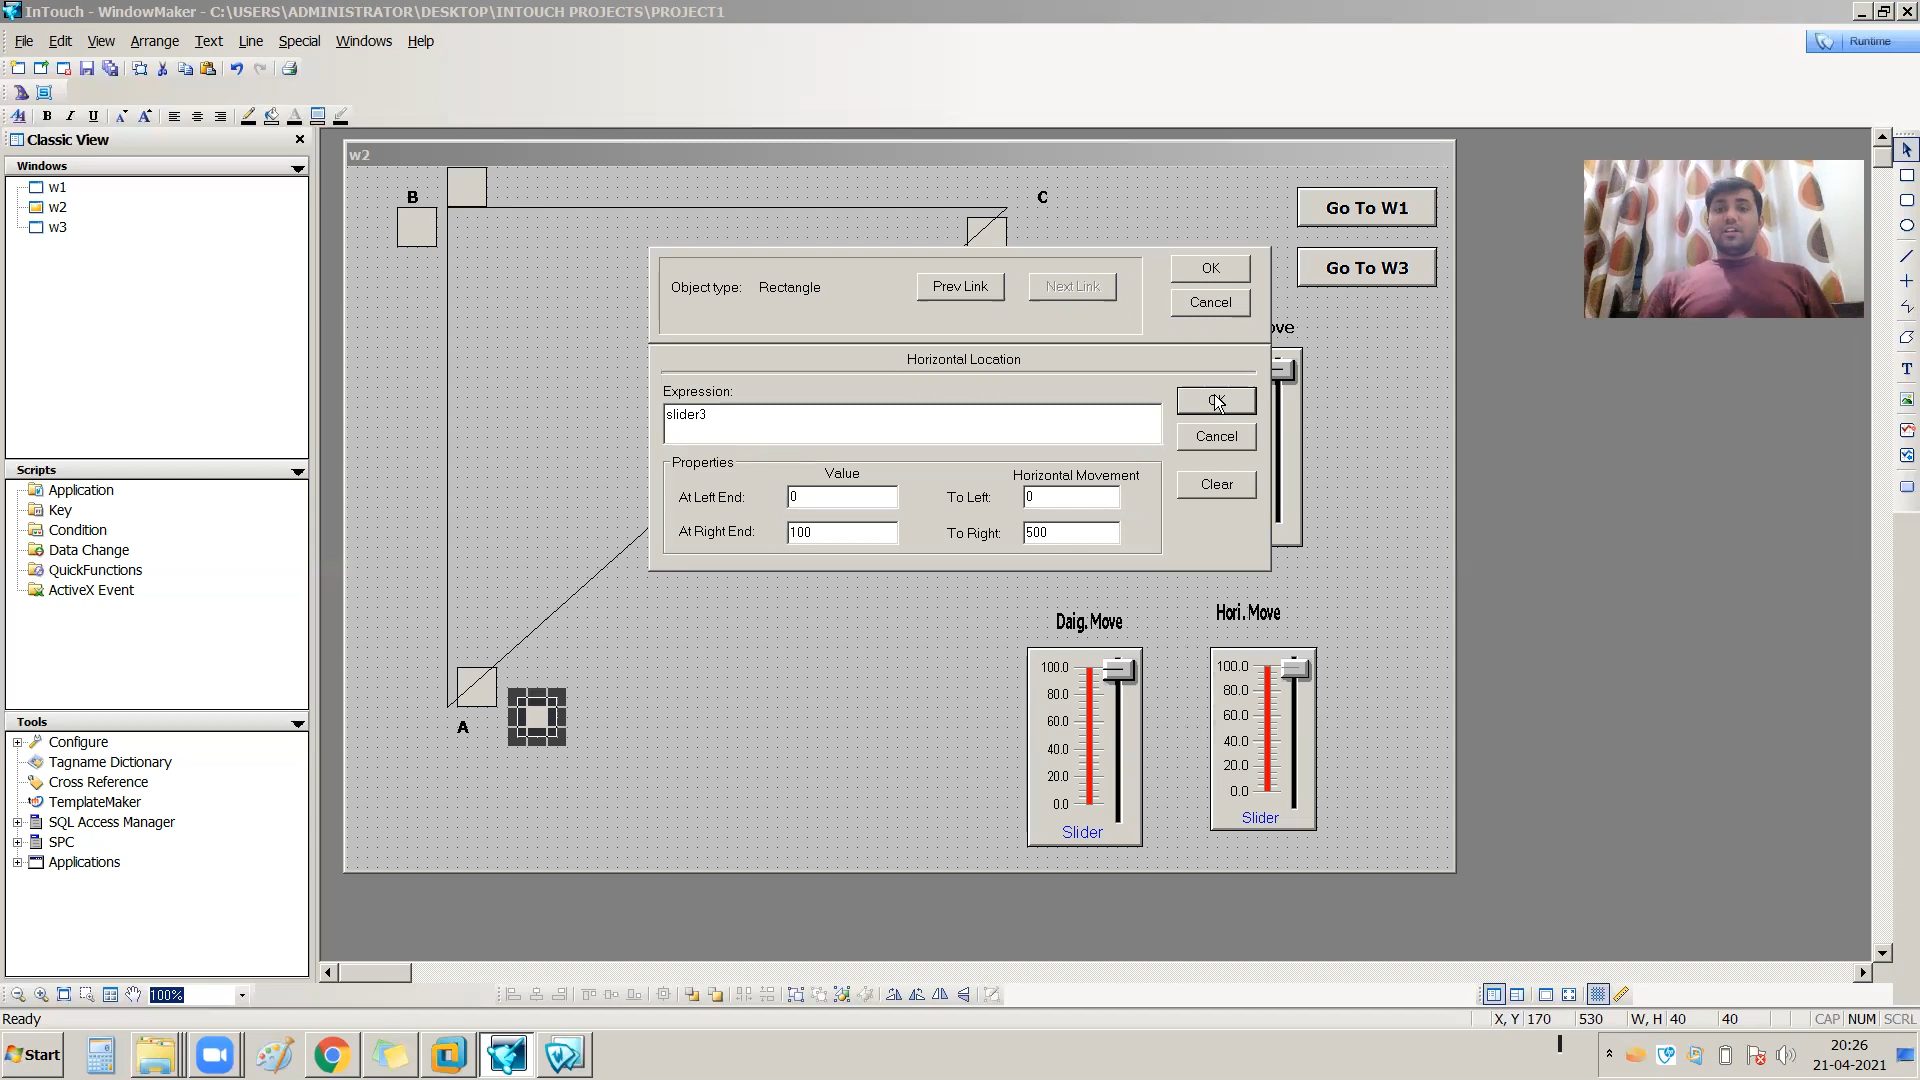 InTouch - WindowMaker - C:\USERS\ADMINISTRATOR\DESKTOP\INTOUCH PROJECTS\PROJECT1
File Edit View Arrange Text Line Special Windows Help
Runtime
B I U
Classic View
Windows
w1
w2
w3
Scripts
Application
Key
Condition
Data Change
QuickFunctions
ActiveX Event
Tools
Configure
Tagname Dictionary
Cross Reference
TemplateMaker
SQL Access Manager
SPC
Applications
w2
B
C
A
Go To W1
Go To W3
Object type: Rectangle
Prev Link
Next Link
OK
Cancel
Horizontal Location
Expression:
slider3
OK
Cancel
Clear
Properties
Value
Horizontal Movement
At Left End: 0
To Left: 0
At Right End: 100
To Right: 500
Daig. Move
100.0
80.0
60.0
40.0
20.0
0.0
Slider
Hori. Move
100.0
80.0
60.0
40.0
20.0
0.0
Slider
100%
Ready
X, Y 170 530 W, H 40 40 CAP NUM SCRL
Start
20:26
21-04-2021